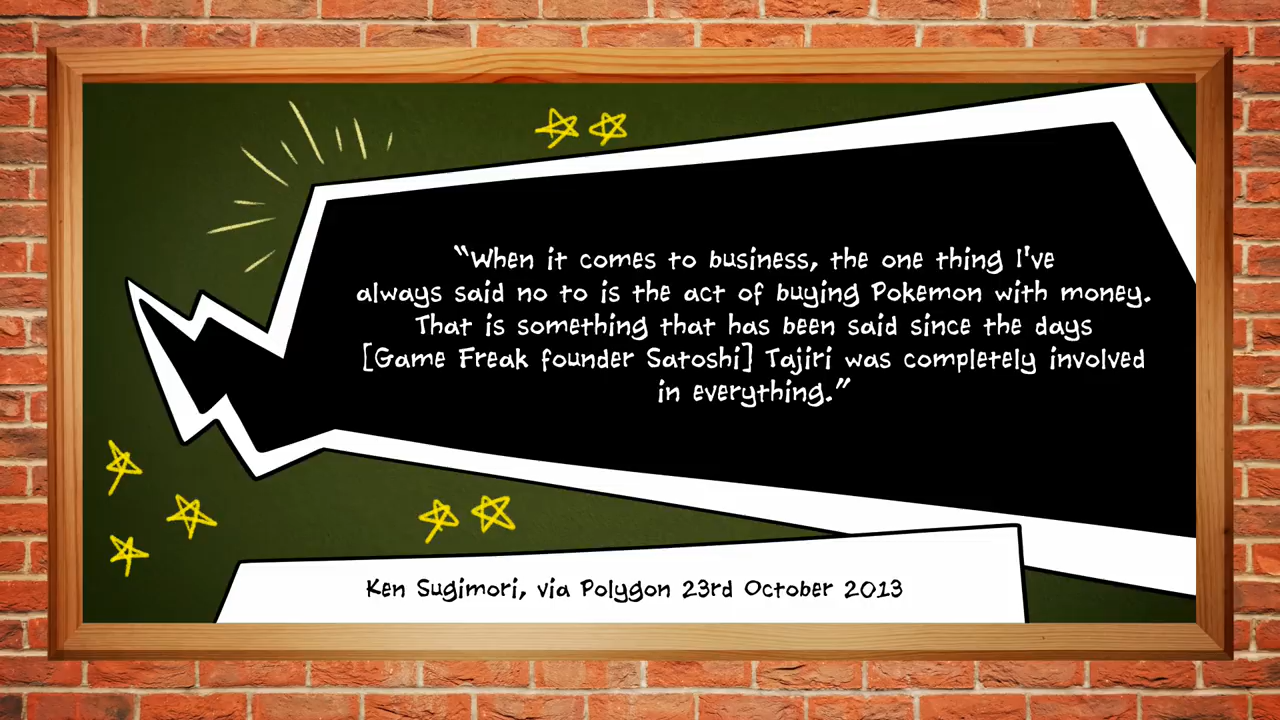 “When it comes to business, the one thing I've
always said no to is the act of buying Pokemon with money.
That is something that has been said since the days
[Game Freak founder Satoshi] Tajiri was completely involved
in everything.”
Ken Sugimori, via Polygon 23rd October 2013